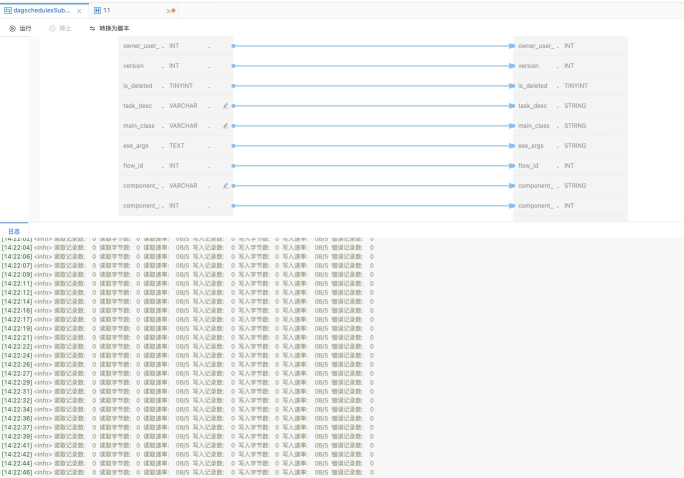 dagschedulexSub... × 11 ×
运行 停止 转换为脚本
owner_user_ .. INT .. owner_user_ .. INT
version .. INT .. version .. INT
is_deleted .. TINYINT .. is_deleted .. TINYINT
task_desc .. VARCHAR .. task_desc .. STRING
main_class .. VARCHAR .. main_class .. STRING
exe_args .. TEXT .. exe_args .. STRING
flow_id .. INT .. flow_id .. INT
component_ .. VARCHAR .. component_ .. STRING
component_ .. INT .. component_ .. INT
日志
[14:22:02] <info> 读取记录数: 0 读取字节数: 0 读取速率: 0B/S 写入记录数: 0 写入字节数: 0 写入速率: 0B/S 错误记录数: 0
[14:22:04] <info> 读取记录数: 0 读取字节数: 0 读取速率: 0B/S 写入记录数: 0 写入字节数: 0 写入速率: 0B/S 错误记录数: 0
[14:22:06] <info> 读取记录数: 0 读取字节数: 0 读取速率: 0B/S 写入记录数: 0 写入字节数: 0 写入速率: 0B/S 错误记录数: 0
[14:22:07] <info> 读取记录数: 0 读取字节数: 0 读取速率: 0B/S 写入记录数: 0 写入字节数: 0 写入速率: 0B/S 错误记录数: 0
[14:22:09] <info> 读取记录数: 0 读取字节数: 0 读取速率: 0B/S 写入记录数: 0 写入字节数: 0 写入速率: 0B/S 错误记录数: 0
[14:22:11] <info> 读取记录数: 0 读取字节数: 0 读取速率: 0B/S 写入记录数: 0 写入字节数: 0 写入速率: 0B/S 错误记录数: 0
[14:22:12] <info> 读取记录数: 0 读取字节数: 0 读取速率: 0B/S 写入记录数: 0 写入字节数: 0 写入速率: 0B/S 错误记录数: 0
[14:22:14] <info> 读取记录数: 0 读取字节数: 0 读取速率: 0B/S 写入记录数: 0 写入字节数: 0 写入速率: 0B/S 错误记录数: 0
[14:22:16] <info> 读取记录数: 0 读取字节数: 0 读取速率: 0B/S 写入记录数: 0 写入字节数: 0 写入速率: 0B/S 错误记录数: 0
[14:22:17] <info> 读取记录数: 0 读取字节数: 0 读取速率: 0B/S 写入记录数: 0 写入字节数: 0 写入速率: 0B/S 错误记录数: 0
[14:22:19] <info> 读取记录数: 0 读取字节数: 0 读取速率: 0B/S 写入记录数: 0 写入字节数: 0 写入速率: 0B/S 错误记录数: 0
[14:22:21] <info> 读取记录数: 0 读取字节数: 0 读取速率: 0B/S 写入记录数: 0 写入字节数: 0 写入速率: 0B/S 错误记录数: 0
[14:22:22] <info> 读取记录数: 0 读取字节数: 0 读取速率: 0B/S 写入记录数: 0 写入字节数: 0 写入速率: 0B/S 错误记录数: 0
[14:22:24] <info> 读取记录数: 0 读取字节数: 0 读取速率: 0B/S 写入记录数: 0 写入字节数: 0 写入速率: 0B/S 错误记录数: 0
[14:22:26] <info> 读取记录数: 0 读取字节数: 0 读取速率: 0B/S 写入记录数: 0 写入字节数: 0 写入速率: 0B/S 错误记录数: 0
[14:22:27] <info> 读取记录数: 0 读取字节数: 0 读取速率: 0B/S 写入记录数: 0 写入字节数: 0 写入速率: 0B/S 错误记录数: 0
[14:22:29] <info> 读取记录数: 0 读取字节数: 0 读取速率: 0B/S 写入记录数: 0 写入字节数: 0 写入速率: 0B/S 错误记录数: 0
[14:22:31] <info> 读取记录数: 0 读取字节数: 0 读取速率: 0B/S 写入记录数: 0 写入字节数: 0 写入速率: 0B/S 错误记录数: 0
[14:22:32] <info> 读取记录数: 0 读取字节数: 0 读取速率: 0B/S 写入记录数: 0 写入字节数: 0 写入速率: 0B/S 错误记录数: 0
[14:22:34] <info> 读取记录数: 0 读取字节数: 0 读取速率: 0B/S 写入记录数: 0 写入字节数: 0 写入速率: 0B/S 错误记录数: 0
[14:22:36] <info> 读取记录数: 0 读取字节数: 0 读取速率: 0B/S 写入记录数: 0 写入字节数: 0 写入速率: 0B/S 错误记录数: 0
[14:22:37] <info> 读取记录数: 0 读取字节数: 0 读取速率: 0B/S 写入记录数: 0 写入字节数: 0 写入速率: 0B/S 错误记录数: 0
[14:22:39] <info> 读取记录数: 0 读取字节数: 0 读取速率: 0B/S 写入记录数: 0 写入字节数: 0 写入速率: 0B/S 错误记录数: 0
[14:22:41] <info> 读取记录数: 0 读取字节数: 0 读取速率: 0B/S 写入记录数: 0 写入字节数: 0 写入速率: 0B/S 错误记录数: 0
[14:22:42] <info> 读取记录数: 0 读取字节数: 0 读取速率: 0B/S 写入记录数: 0 写入字节数: 0 写入速率: 0B/S 错误记录数: 0
[14:22:44] <info> 读取记录数: 0 读取字节数: 0 读取速率: 0B/S 写入记录数: 0 写入字节数: 0 写入速率: 0B/S 错误记录数: 0
[14:22:46] <info> 读取记录数: 0 读取字节数: 0 读取速率: 0B/S 写入记录数: 0 写入字节数: 0 写入速率: 0B/S 错误记录数: 0